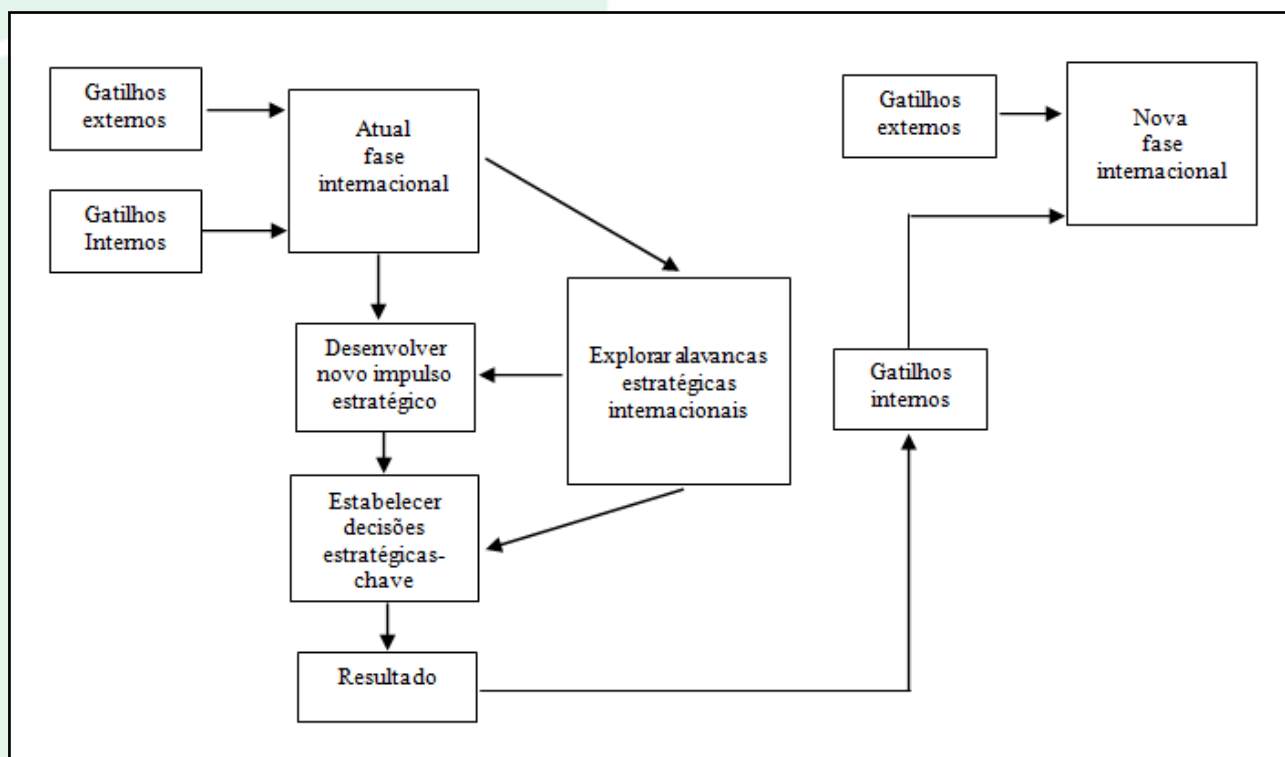 Gatilhos
externos
Gatilhos
Internos
Atual
fase
internacional
Desenvolver
novo impulso
estratégico
Estabelecer
decisões
estratégicas-
chave
Resultado
Explorar alavancas
estratégicas
internacionais
Gatilhos
externos
Gatilhos
internos
Nova
fase
internacional